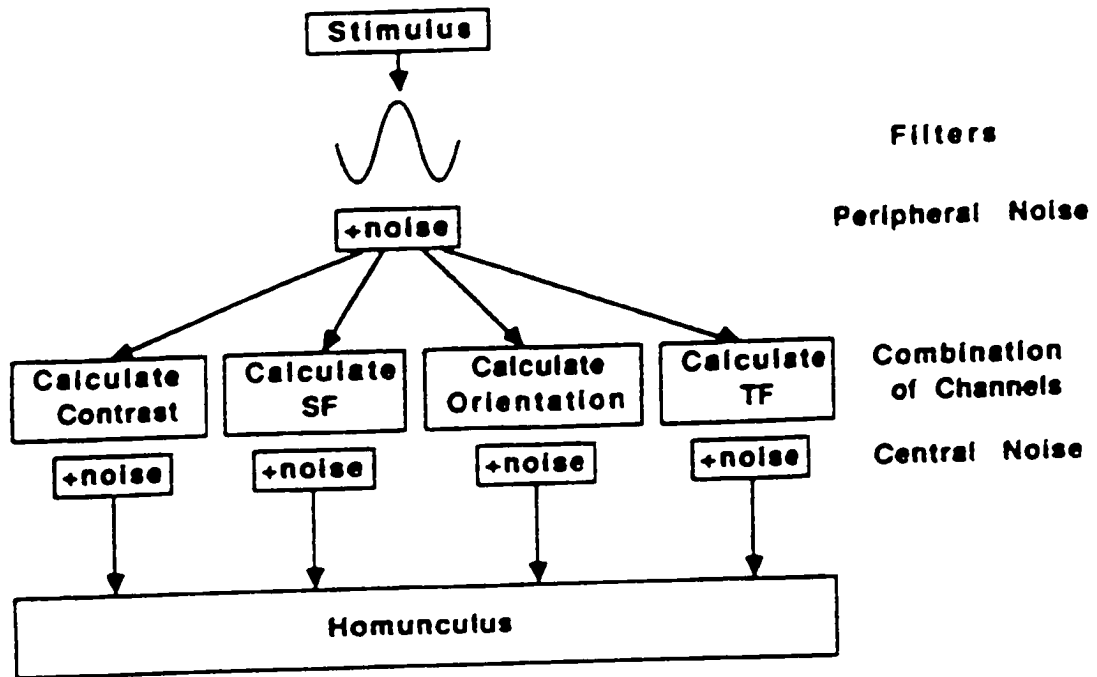 Stimulus
Filters
Peripheral Noise
+noise
Calculate
Contrast
Calculate
SF
Calculate
Orientation
Calculate
TF
Combination
of Channels
+noise
+noise
+noise
+noise
Central Noise
Homunculus